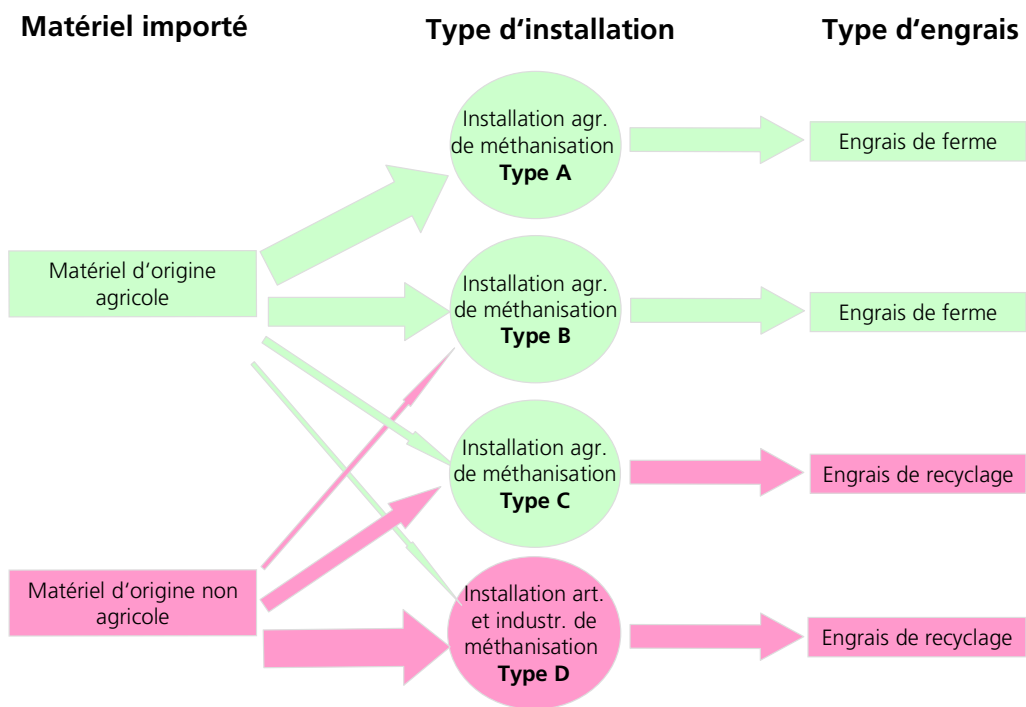 Matériel importé
Type d‘installation
Type d‘engrais
Installation agr.
de méthanisation
Type A
Engrais de ferme
Matériel d‘origine
agricole
Installation agr.
de méthanisation
Type B
Engrais de ferme
Installation agr.
de méthanisation
Type C
Engrais de recyclage
Matériel d‘origine non
agricole
Installation art.
et industr. de
méthanisation
Type D
Engrais de recyclage